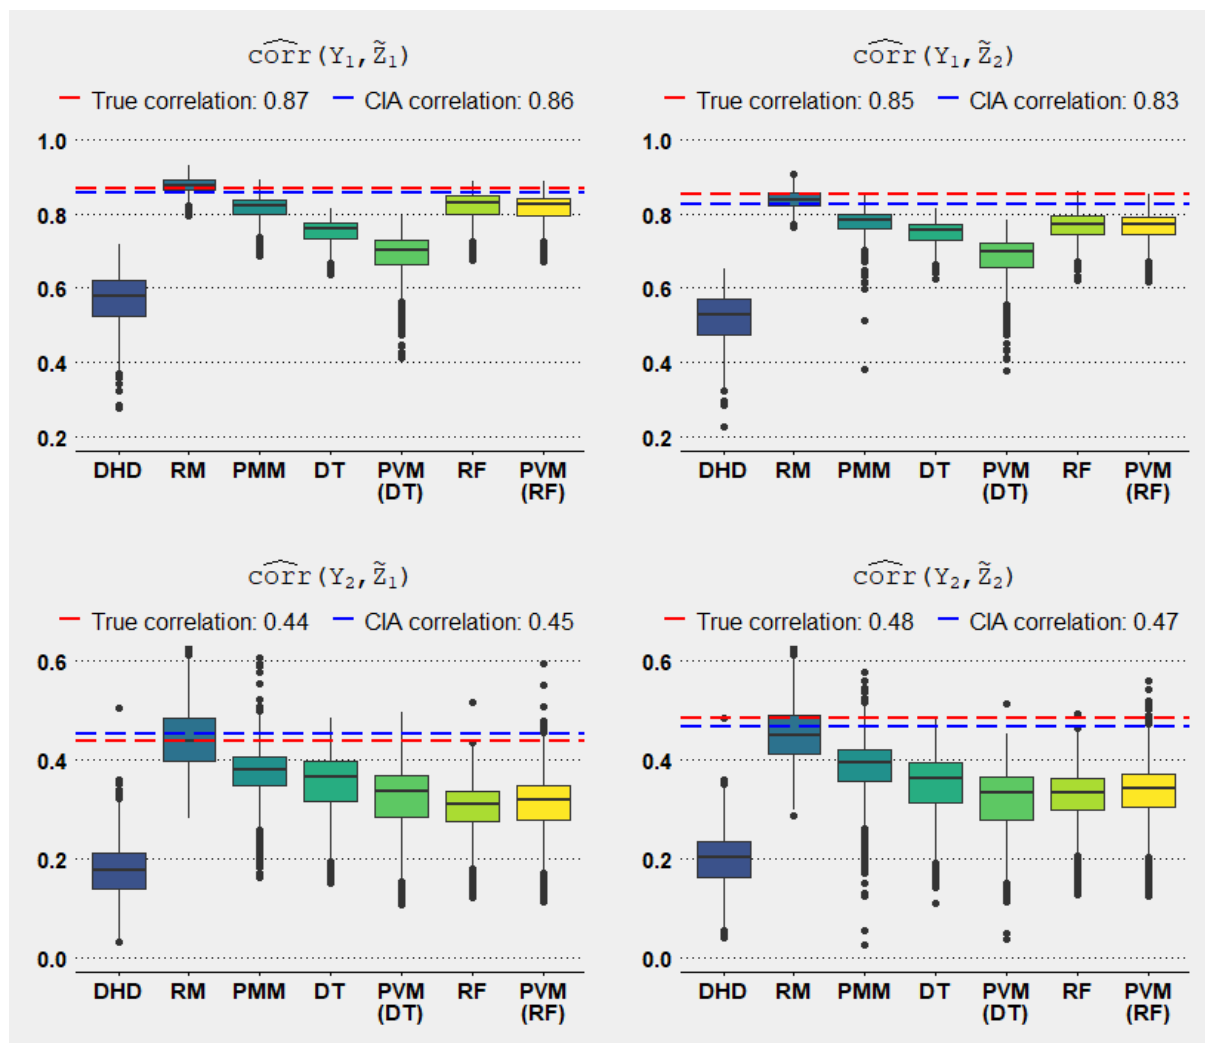 corr(Y₁,Z̃₁)
True correlation: 0.87 CIA correlation: 0.86
1.0
0.8
0.6
0.4
0.2
DHD RM PMM DT PVM (DT) RF PVM (RF)
corr(Y₁,Z̃₂)
True correlation: 0.85 CIA correlation: 0.83
1.0
0.8
0.6
0.4
0.2
DHD RM PMM DT PVM (DT) RF PVM (RF)
corr(Y₂,Z̃₁)
True correlation: 0.44 CIA correlation: 0.45
0.6
0.4
0.2
0.0
DHD RM PMM DT PVM (DT) RF PVM (RF)
corr(Y₂,Z̃₂)
True correlation: 0.48 CIA correlation: 0.47
0.6
0.4
0.2
0.0
DHD RM PMM DT PVM (DT) RF PVM (RF)